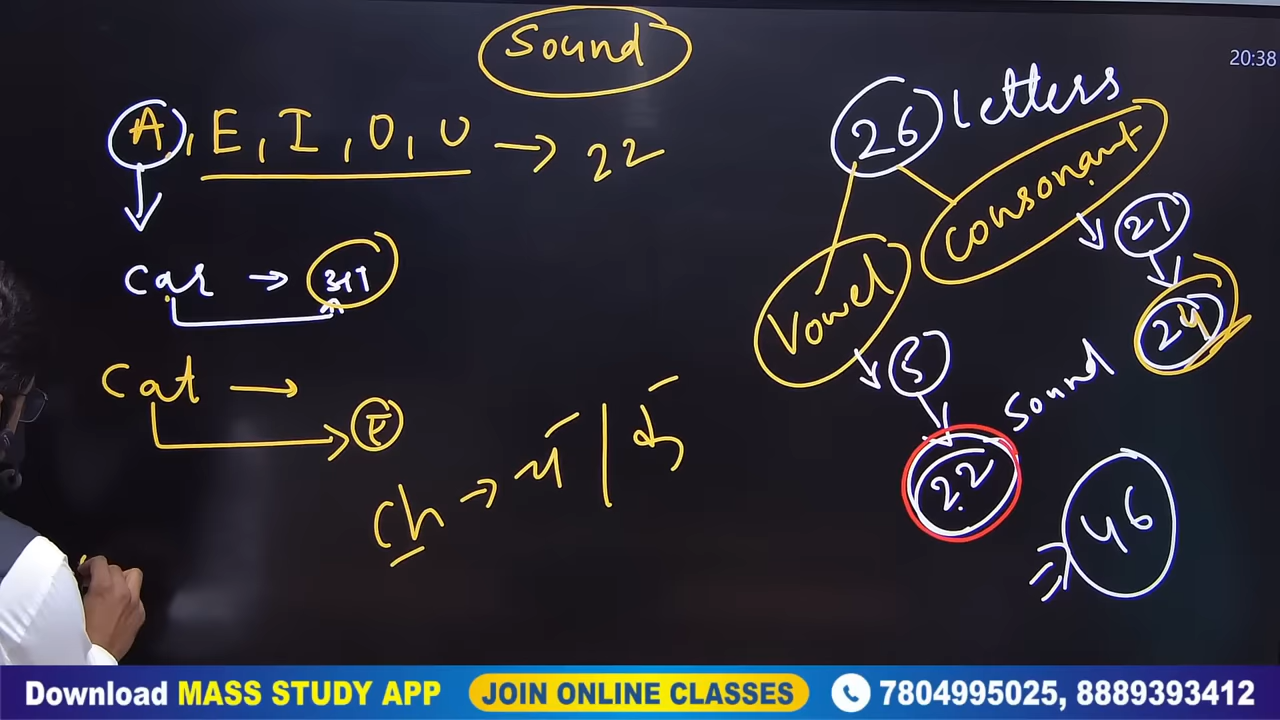 Sound
20:38
A, E, I, O, U → 22
26 letters
consonant
21
24
Car → आ
Vowel
5
22
Sound
Cat →
Ch → च / क
46
Download MASS STUDY APP JOIN ONLINE CLASSES 7804995025, 8889393412